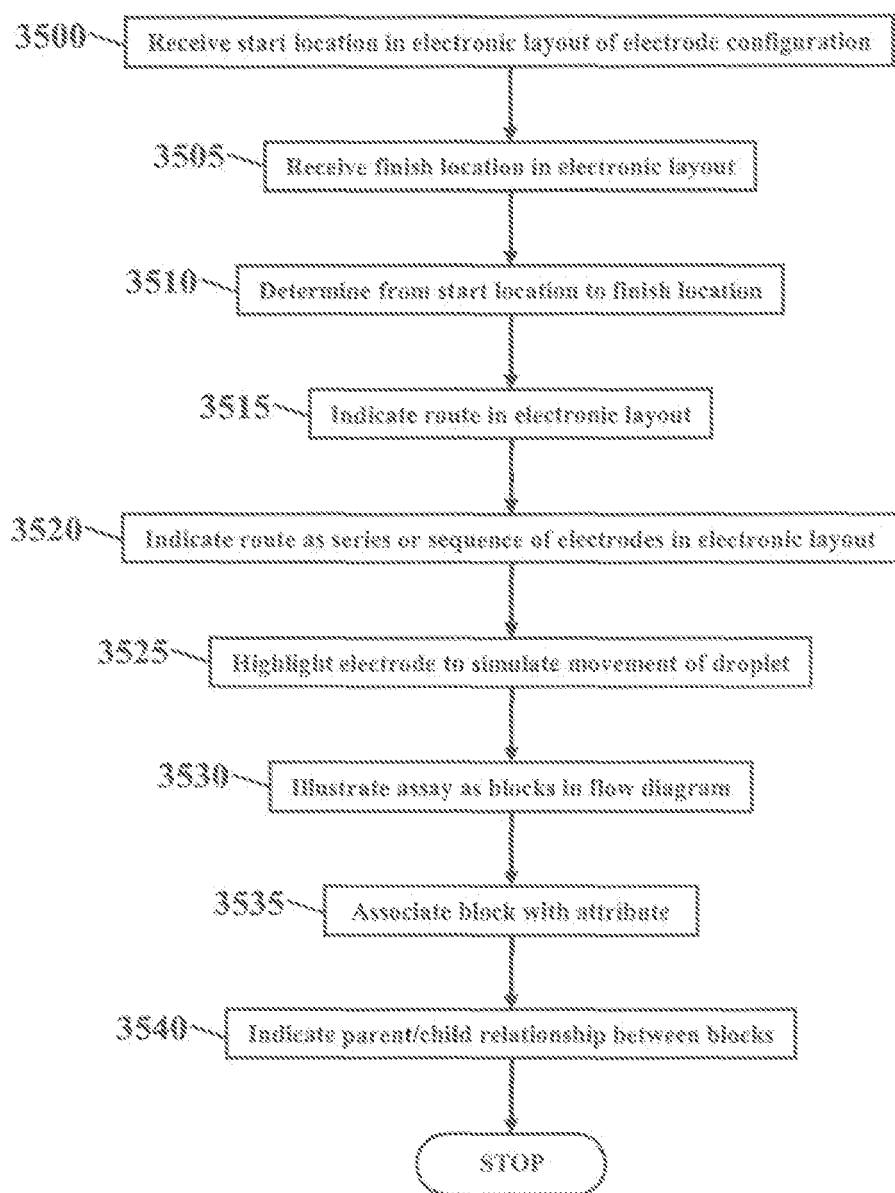 3500 Receive start location in electronic layout of electrode configuration
3505 Receive finish location in electronic layout
3510 Determine from start location to finish location
3515 Indicate route in electronic layout
3520 Indicate route as series or sequence of electrodes in electronic layout
3525 Highlight electrode to simulate movement of droplet
3530 Illustrate assay as blocks in flow diagram
3535 Associate block with attribute
3540 Indicate parent/child relationship between blocks
STOP